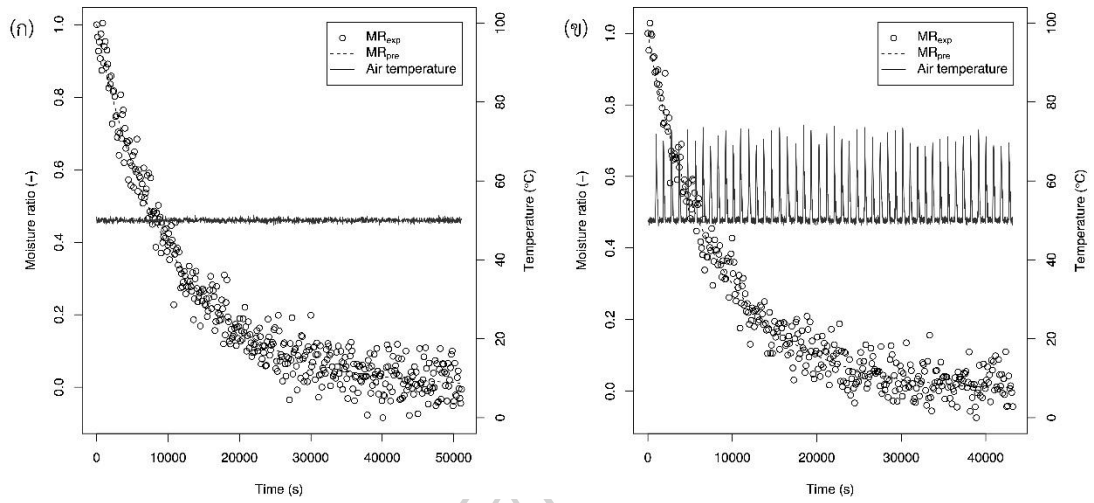 (ก)
MRexp
MRpre
Air temperature
Moisture ratio (–)
1.0
0.8
0.6
0.4
0.2
0.0
Temperature (°C)
100
80
60
40
20
0
0 10000 20000 30000 40000 50000
Time (s)
(ข)
MRexp
MRpre
Air temperature
Moisture ratio (–)
1.0
0.8
0.6
0.4
0.2
0.0
Temperature (°C)
100
80
60
40
20
0
0 10000 20000 30000 40000
Time (s)